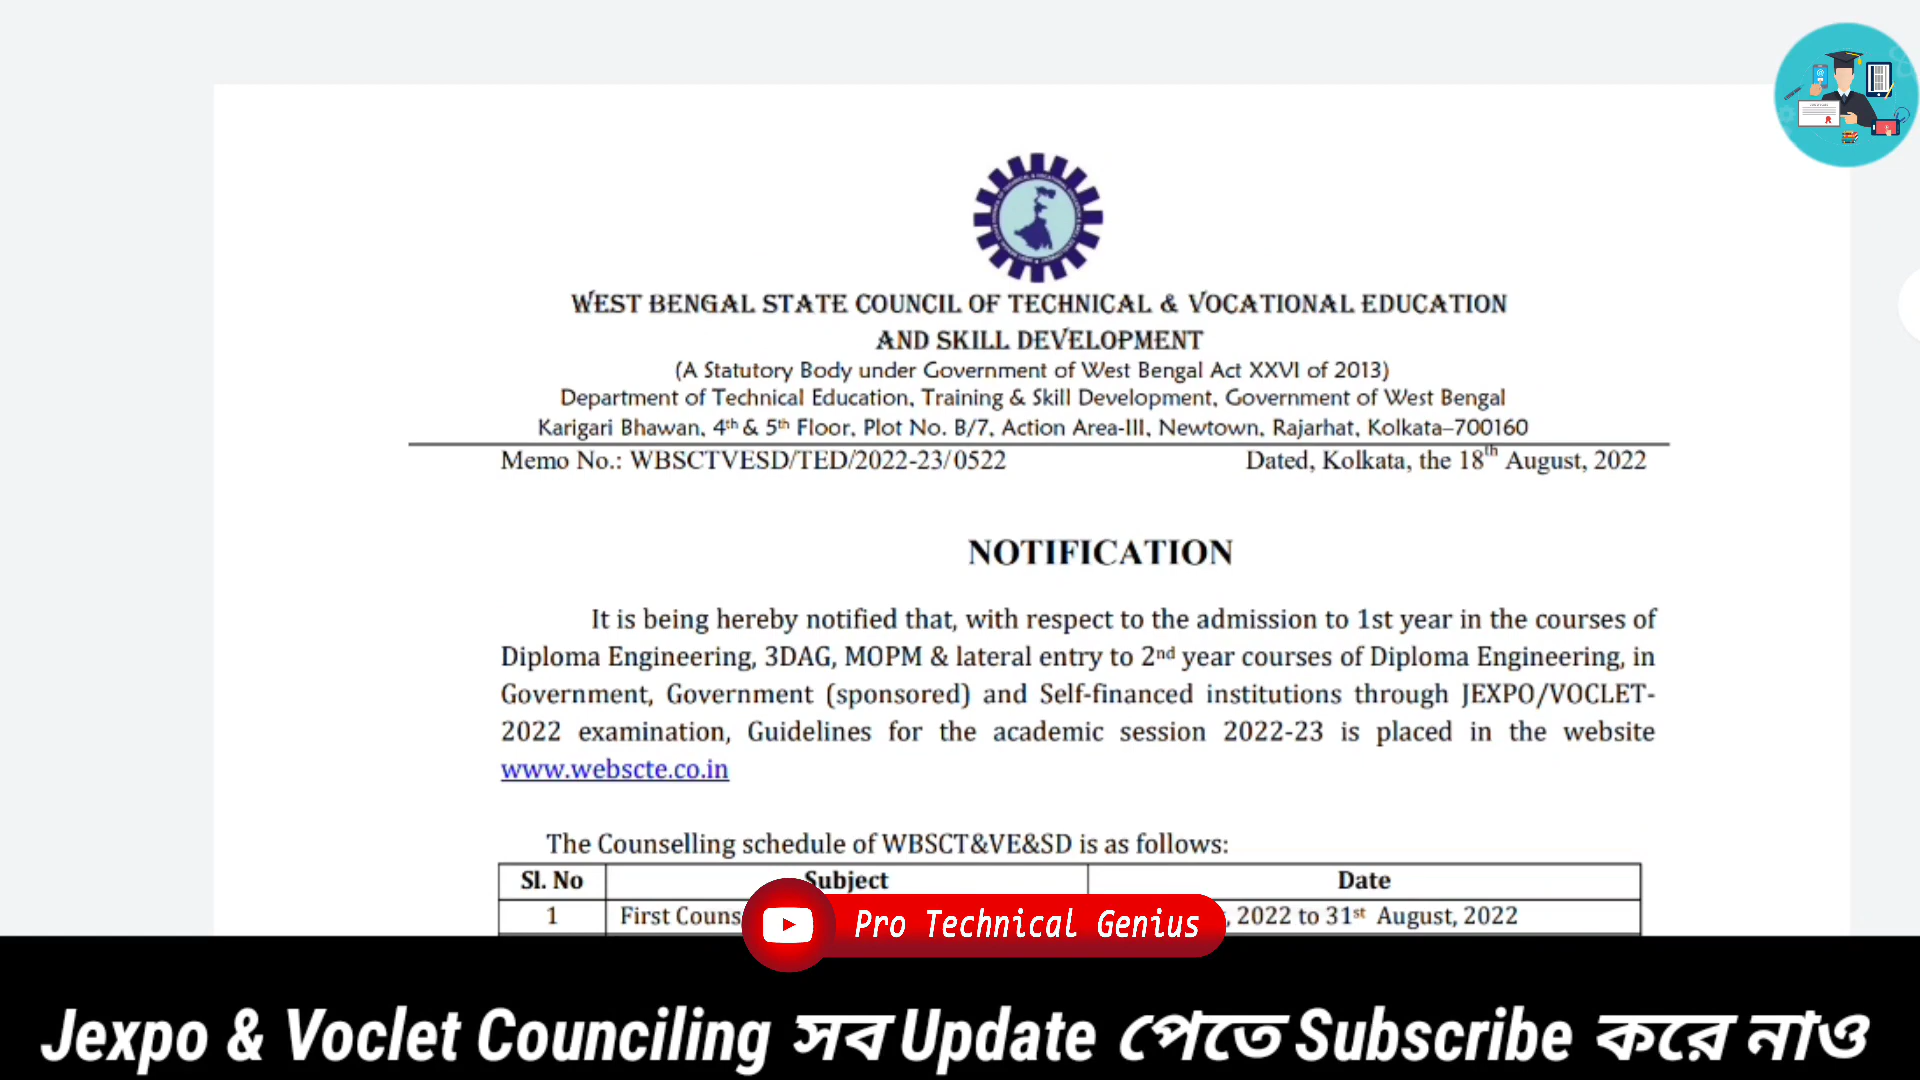 WEST BENGAL STATE COUNCIL OF TECHNICAL & VOCATIONAL EDUCATION
AND SKILL DEVELOPMENT
(A Statutory Body under Government of West Bengal Act XXVI of 2013)
Department of Technical Education, Training & Skill Development, Government of West Bengal
Karigari Bhawan, 4th & 5th Floor, Plot No. B/7, Action Area-III, Newtown, Rajarhat, Kolkata–700160
Memo No.: WBSCTVESD/TED/2022-23/0522 Dated, Kolkata, the 18th August, 2022
NOTIFICATION
It is being hereby notified that, with respect to the admission to 1st year in the courses of
Diploma Engineering, 3DAG, MOPM & lateral entry to 2nd year courses of Diploma Engineering, in
Government, Government (sponsored) and Self-financed institutions through JEXPO/VOCLET-
2022 examination, Guidelines for the academic session 2022-23 is placed in the website
www.webscte.co.in
The Counselling schedule of WBSCT&VE&SD is as follows:
Sl. No Subject Date
1 First Couns , 2022 to 31st August, 2022
Pro Technical Genius
Jexpo & Voclet Counciling সব Update পেতে Subscribe করে নাও